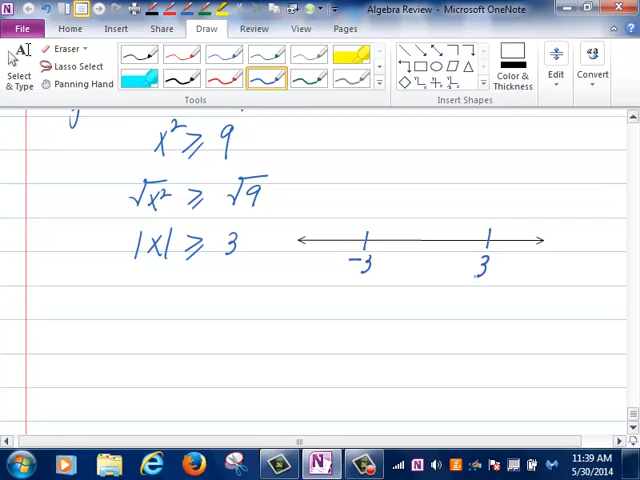 Algebra Review - Microsoft OneNote
File Home Insert Share Draw Review View
Select & Type
Eraser
Lasso Select
Panning Hand
Tools
Insert Shapes
Color & Thickness
Edit
Convert
x² ≥ 9
√x² ≥ √9
|x| ≥ 3
-3 3
11:39 AM
5/30/2014